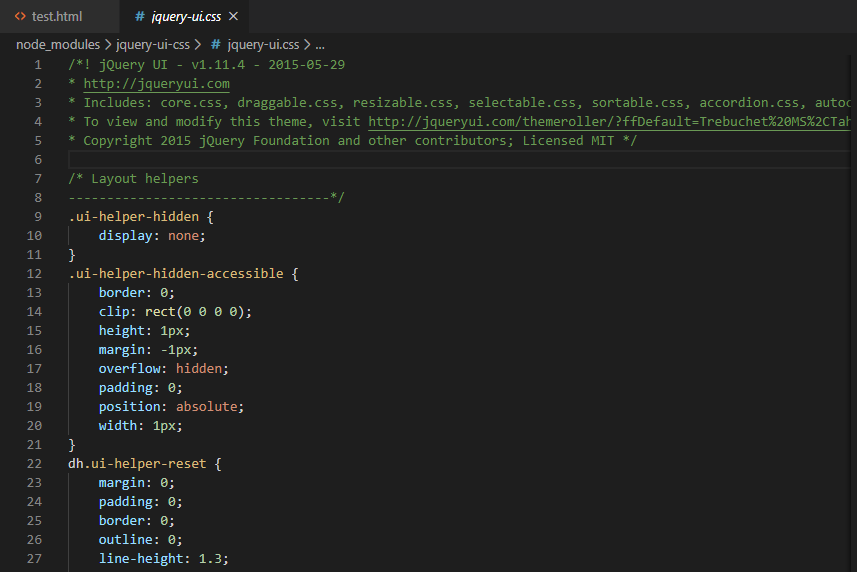 <> test.html # jquery-ui.css ×
node_modules > jquery-ui-css > # jquery-ui.css > ...
1 /*! jQuery UI - v1.11.4 - 2015-05-29
2 * http://jqueryui.com
3 * Includes: core.css, draggable.css, resizable.css, selectable.css, sortable.css, accordion.css, autoc
4 * To view and modify this theme, visit http://jqueryui.com/themeroller/?ffDefault=Trebuchet%20MS%2CTah
5 * Copyright 2015 jQuery Foundation and other contributors; Licensed MIT */
6
7 /* Layout helpers
8 ----------------------------------*/
9 .ui-helper-hidden {
10 display: none;
11 }
12 .ui-helper-hidden-accessible {
13 border: 0;
14 clip: rect(0 0 0 0);
15 height: 1px;
16 margin: -1px;
17 overflow: hidden;
18 padding: 0;
19 position: absolute;
20 width: 1px;
21 }
22 dh.ui-helper-reset {
23 margin: 0;
24 padding: 0;
25 border: 0;
26 outline: 0;
27 line-height: 1.3;